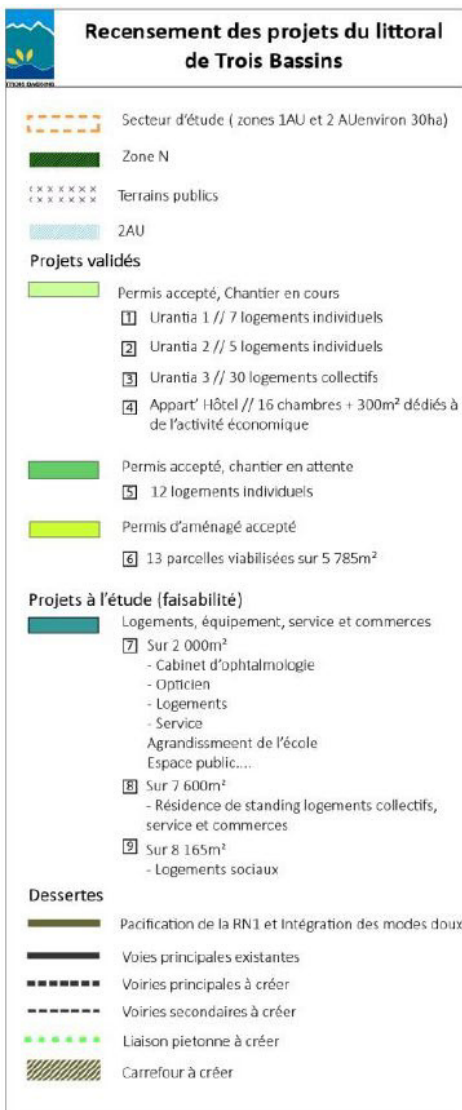 Recensement des projets du littoral
de Trois Bassins
TROIS BASSINS
Secteur d'étude ( zones 1AU et 2 AUenviron 30ha)
Zone N
Terrains publics
2AU
Projets validés
Permis accepté, Chantier en cours
1 Urantia 1 // 7 logements individuels
2 Urantia 2 // 5 logements individuels
3 Urantia 3 // 30 logements collectifs
4 Appart' Hôtel // 16 chambres + 300m² dédiés à
de l'activité économique
Permis accepté, chantier en attente
5 12 logements individuels
Permis d'aménagé accepté
6 13 parcelles viabilisées sur 5 785m²
Projets à l'étude (faisabilité)
Logements, équipement, service et commerces
7 Sur 2 000m²
- Cabinet d'ophtalmologie
- Opticien
- Logements
- Service
Agrandissmeent de l'école
Espace public....
8 Sur 7 600m²
- Résidence de standing logements collectifs,
service et commerces
9 Sur 8 165m²
- Logements sociaux
Dessertes
Pacification de la RN1 et Intégration des modes doux
Voies principales existantes
Voiries principales à créer
Voiries secondaires à créer
Liaison pietonne à créer
Carrefour à créer